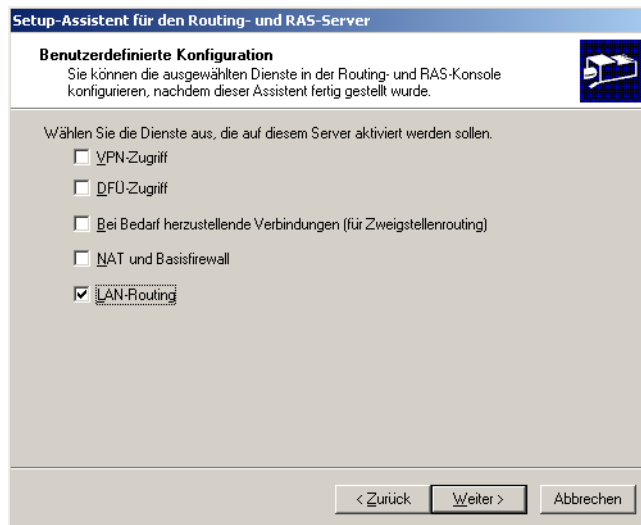 Setup-Assistent für den Routing- und RAS-Server
Benutzerdefinierte Konfiguration
Sie können die ausgewählten Dienste in der Routing- und RAS-Konsole
konfigurieren, nachdem dieser Assistent fertig gestellt wurde.
Wählen Sie die Dienste aus, die auf diesem Server aktiviert werden sollen.
VPN-Zugriff
DFÜ-Zugriff
Bei Bedarf herzustellende Verbindungen (für Zweigstellenrouting)
NAT und Basisfirewall
LAN-Routing
< Zurück Weiter > Abbrechen